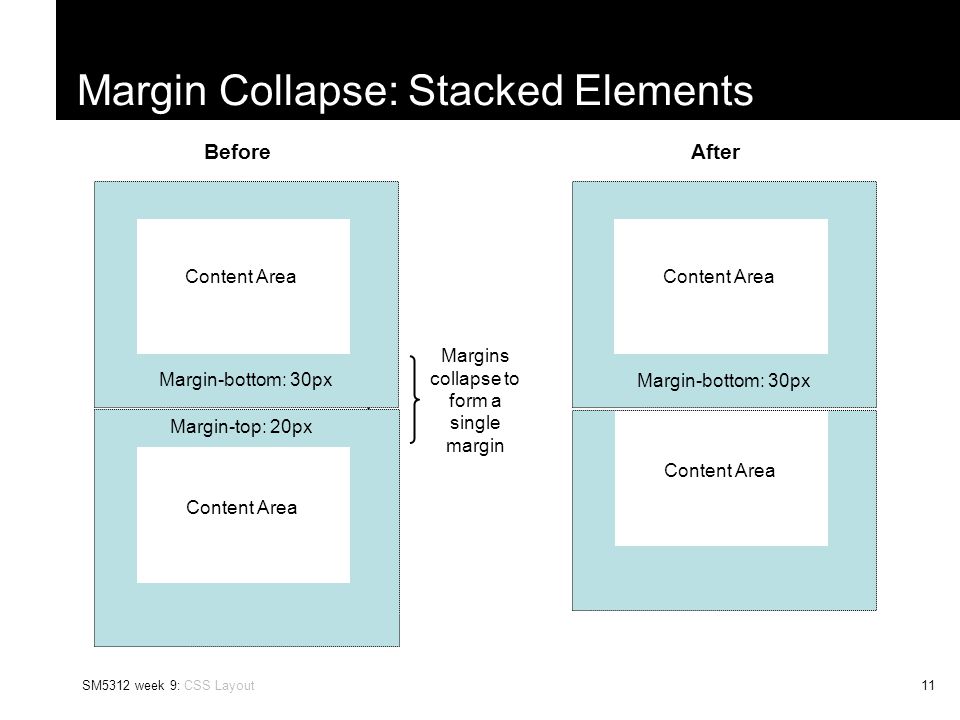 Margin Collapse: Stacked Elements
Before
After
Content Area
Content Area
Margin-bottom: 30px
Margins
collapse to
form a
single
margin
Margin-bottom: 30px
Margin-top: 20px
Content Area
Content Area
SM5312 week 9: CSS Layout
11